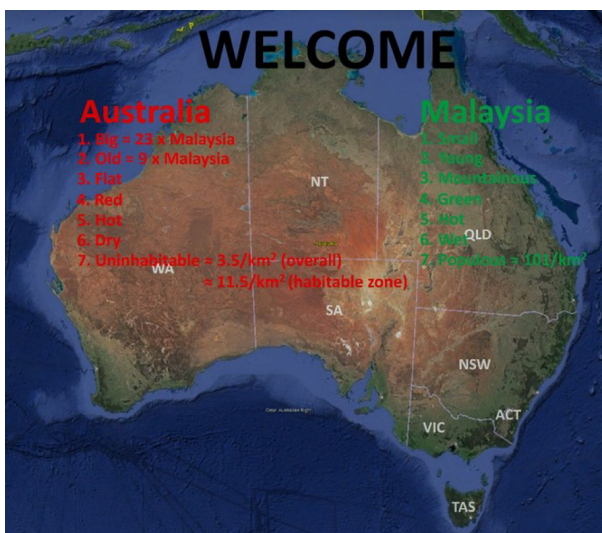 WELCOME
Australia
1. Big = 23 x Malaysia
2. Old = 9 x Malaysia
3. Flat
4. Red
5. Hot
6. Dry
7. Uninhabitable = 3.5/km² (overall)
≈ 11.5/km² (habitable zone)
Malaysia
1. Small
2. Young
3. Mountainous
4. Green
5. Hot
6. Wet
7. Populous = 101/km²
NT
QLD
WA
SA
NSW
ACT
VIC
TAS